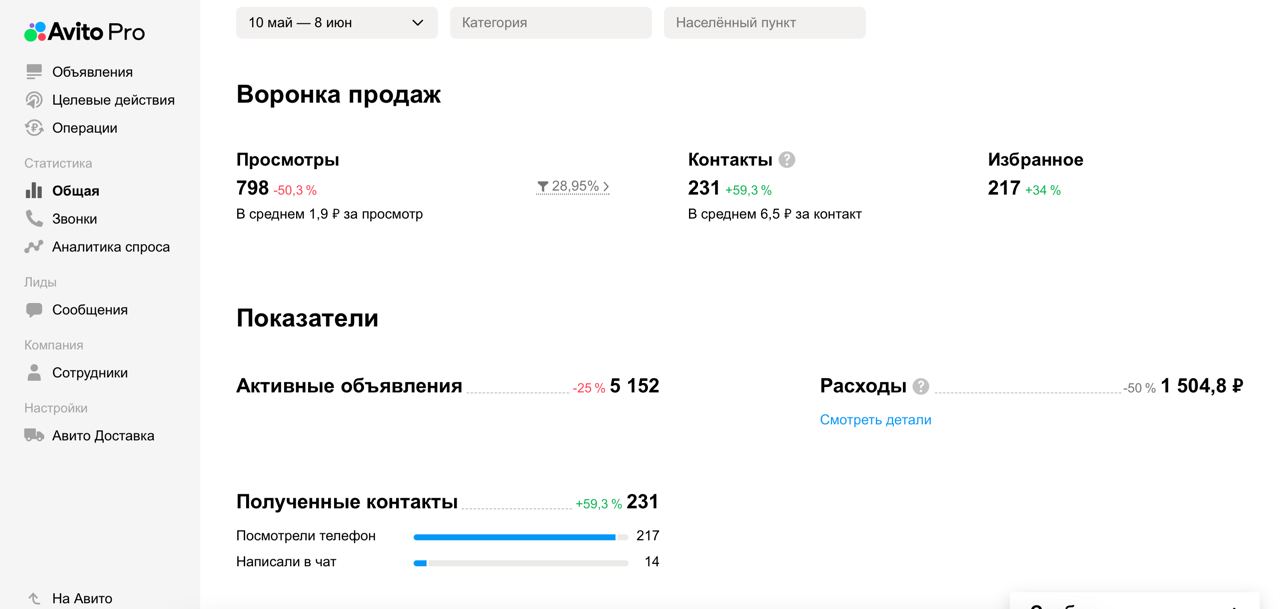 Avito Pro
Объявления
Целевые действия
Операции
Статистика
Общая
Звонки
Аналитика спроса
Лиды
Сообщения
Компания
Сотрудники
Настройки
Авито Доставка
На Авито
10 май — 8 июн
Категория
Населённый пункт
Воронка продаж
Просмотры
798 -50,3 %
28,95%
В среднем 1,9 ₽ за просмотр
Контакты ?
231 +59,3 %
В среднем 6,5 ₽ за контакт
Избранное
217 +34 %
Показатели
Активные объявления -25 % 5 152
Расходы ? -50 % 1 504,8 ₽
Смотреть детали
Полученные контакты +59,3 % 231
Посмотрели телефон 217
Написали в чат 14